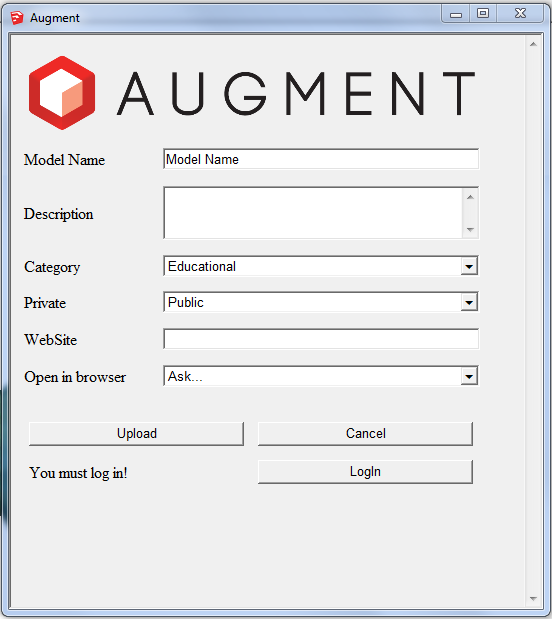 Augment
AUGMENT
Model Name Model Name
Description
Category Educational
Private Public
WebSite
Open in browser Ask...
Upload Cancel
You must log in! LogIn